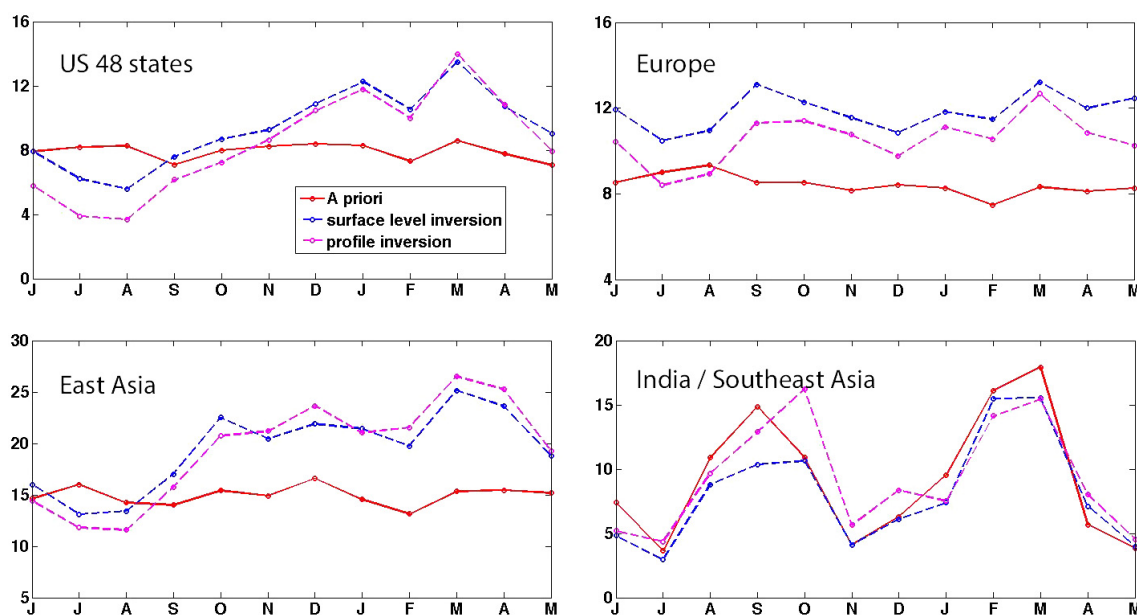 16
12
8
4
0
US 48 states
A priori
surface level inversion
profile inversion
J J A S O N D J F M A M
16
12
8
4
Europe
J J A S O N D J F M A M
30
25
20
15
10
5
East Asia
J J A S O N D J F M A M
20
15
10
5
0
India / Southeast Asia
J J A S O N D J F M A M